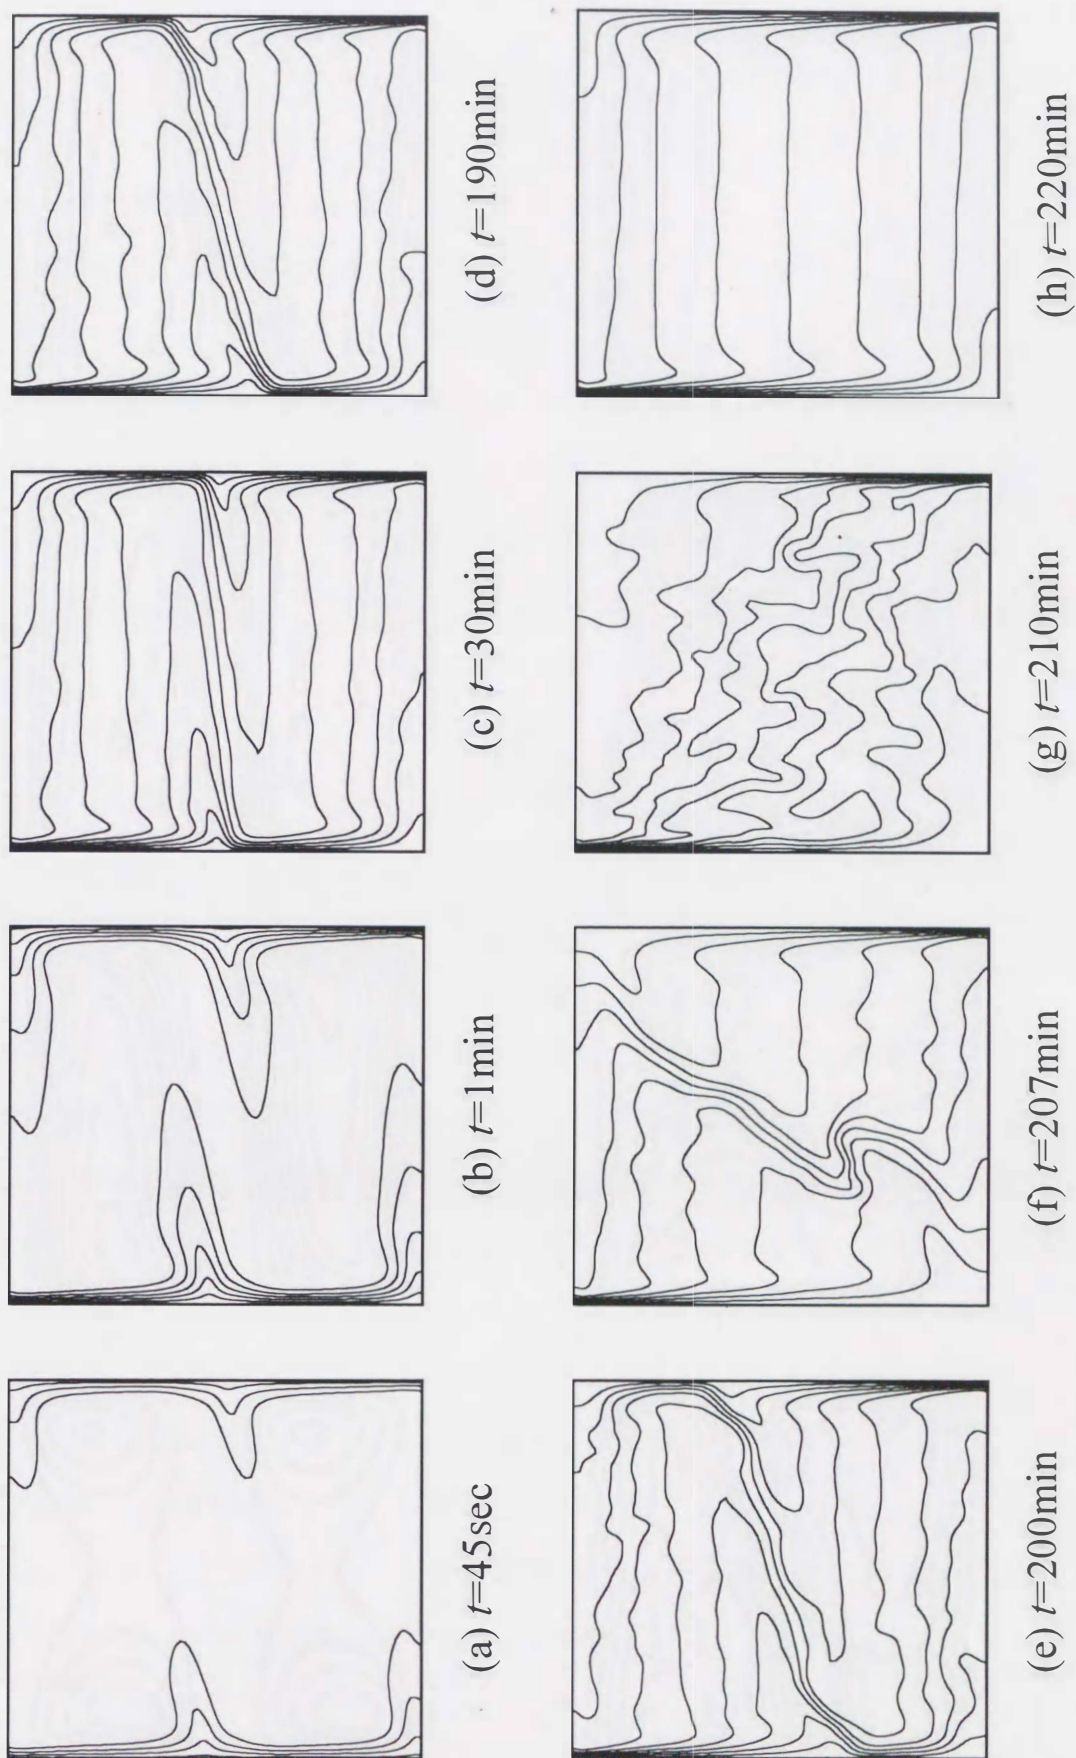 (a) t=45sec
(b) t=1min
(c) t=30min
(d) t=190min
(e) t=200min
(f) t=207min
(g) t=210min
(h) t=220min